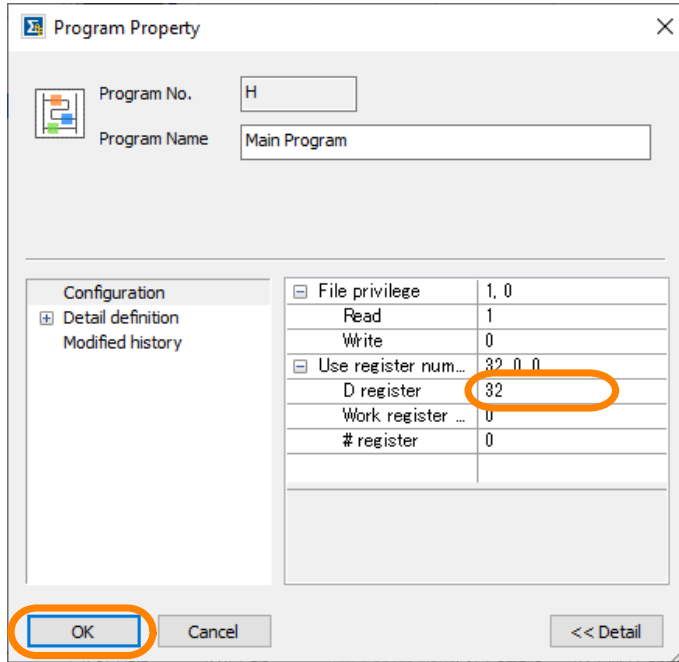 Program Property
Program No. H
Program Name Main Program
Configuration
Detail definition
Modified history
File privilege 1, 0
Read 1
Write 0
Use register num... 32, 0, 0
D register 32
Work register ... 0
# register 0
OK Cancel << Detail